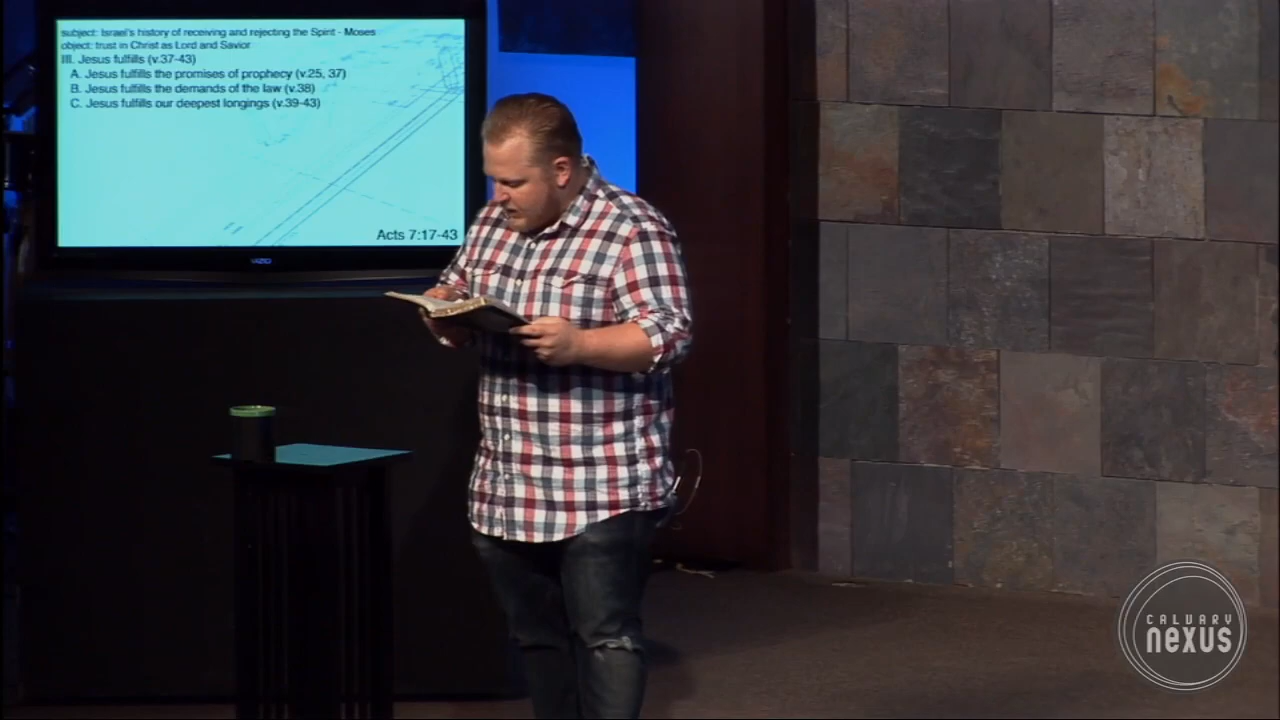 subject: Israel's history of receiving and rejecting the Spirit - Moses
object: trust in Christ as Lord and Savior
III. Jesus fulfills (v.37-43)
A. Jesus fulfills the promises of prophecy (v.25, 37)
B. Jesus fulfills the demands of the law (v.38)
C. Jesus fulfills our deepest longings (v.39-43)
Acts 7:17-43
VIZIO
CALVARY
nexus